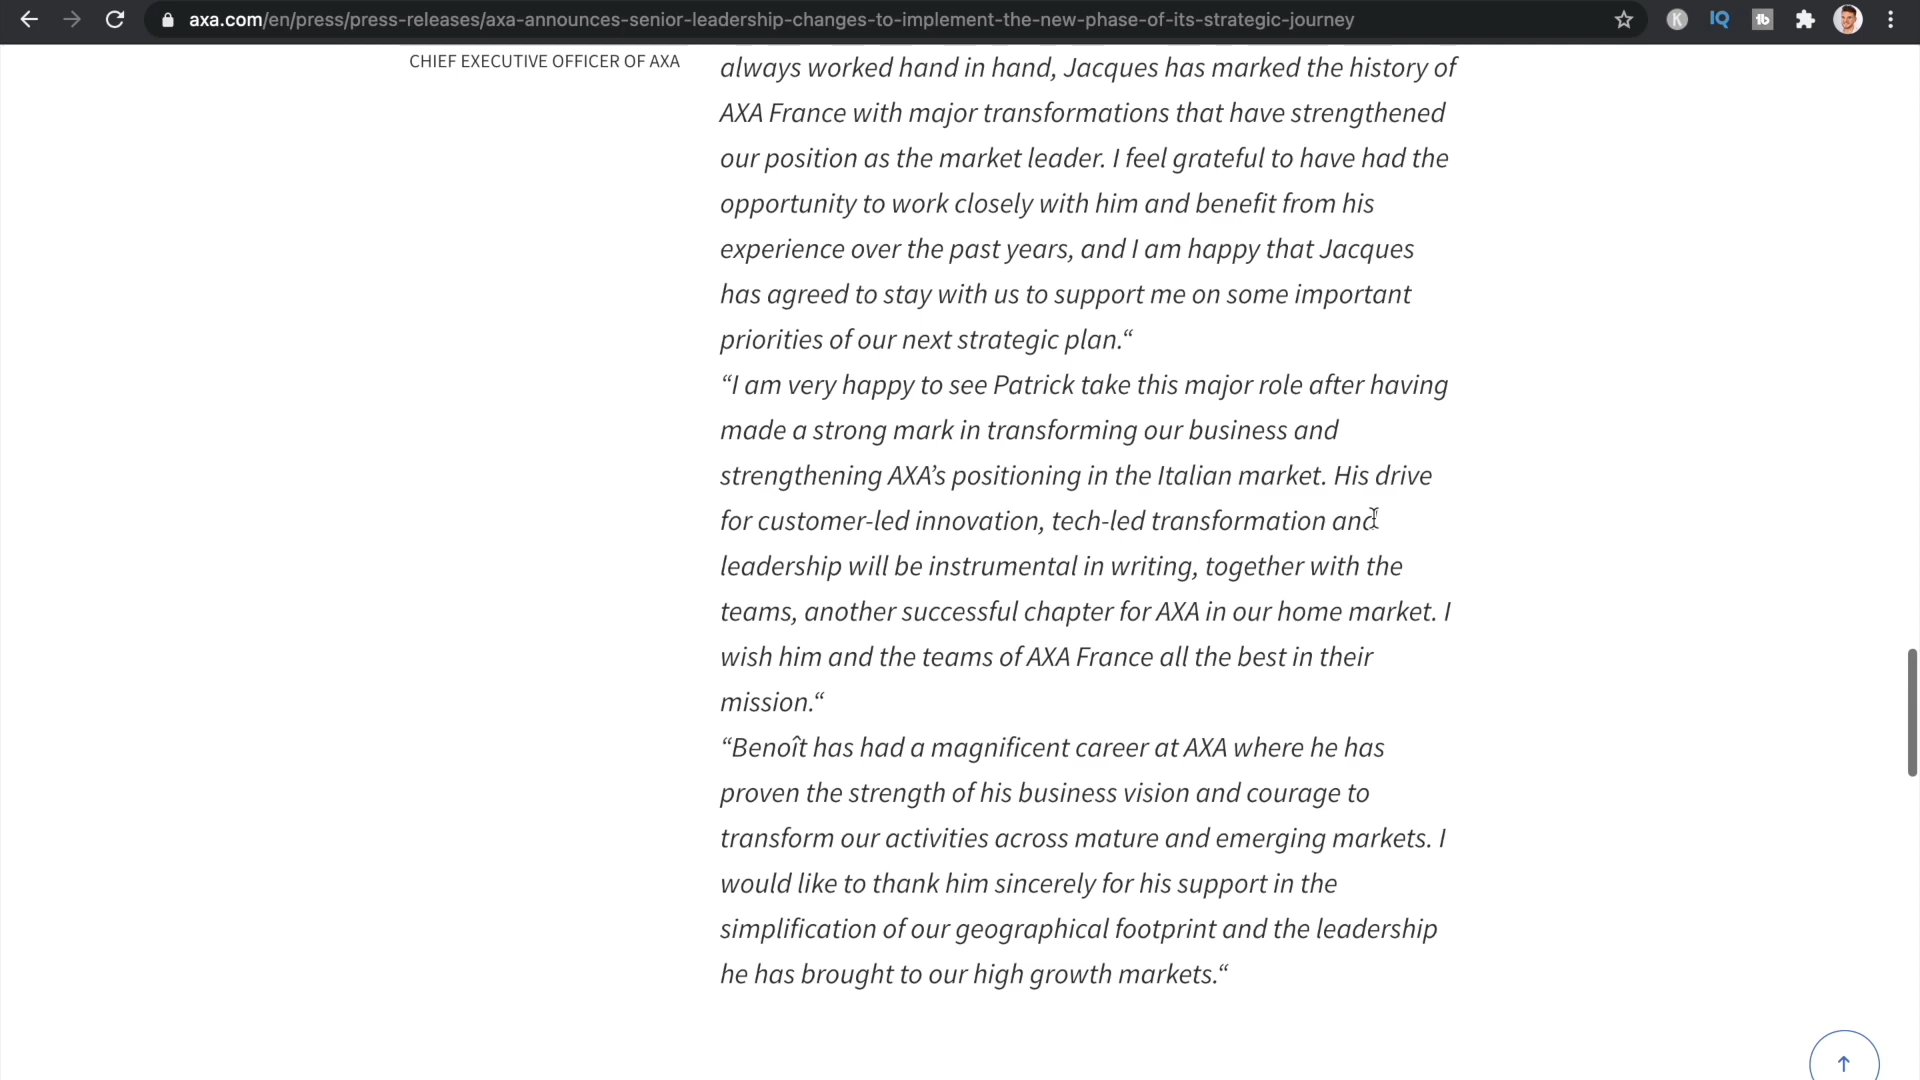 axa.com/en/press/press-releases/axa-announces-senior-leadership-changes-to-implement-the-new-phase-of-its-strategic-journey
K
IQ
tb
CHIEF EXECUTIVE OFFICER OF AXA
always worked hand in hand, Jacques has marked the history of
AXA France with major transformations that have strengthened
our position as the market leader. I feel grateful to have had the
opportunity to work closely with him and benefit from his
experience over the past years, and I am happy that Jacques
has agreed to stay with us to support me on some important
priorities of our next strategic plan.“
“I am very happy to see Patrick take this major role after having
made a strong mark in transforming our business and
strengthening AXA’s positioning in the Italian market. His drive
for customer-led innovation, tech-led transformation and
leadership will be instrumental in writing, together with the
teams, another successful chapter for AXA in our home market. I
wish him and the teams of AXA France all the best in their
mission.“
“Benoît has had a magnificent career at AXA where he has
proven the strength of his business vision and courage to
transform our activities across mature and emerging markets. I
would like to thank him sincerely for his support in the
simplification of our geographical footprint and the leadership
he has brought to our high growth markets.“